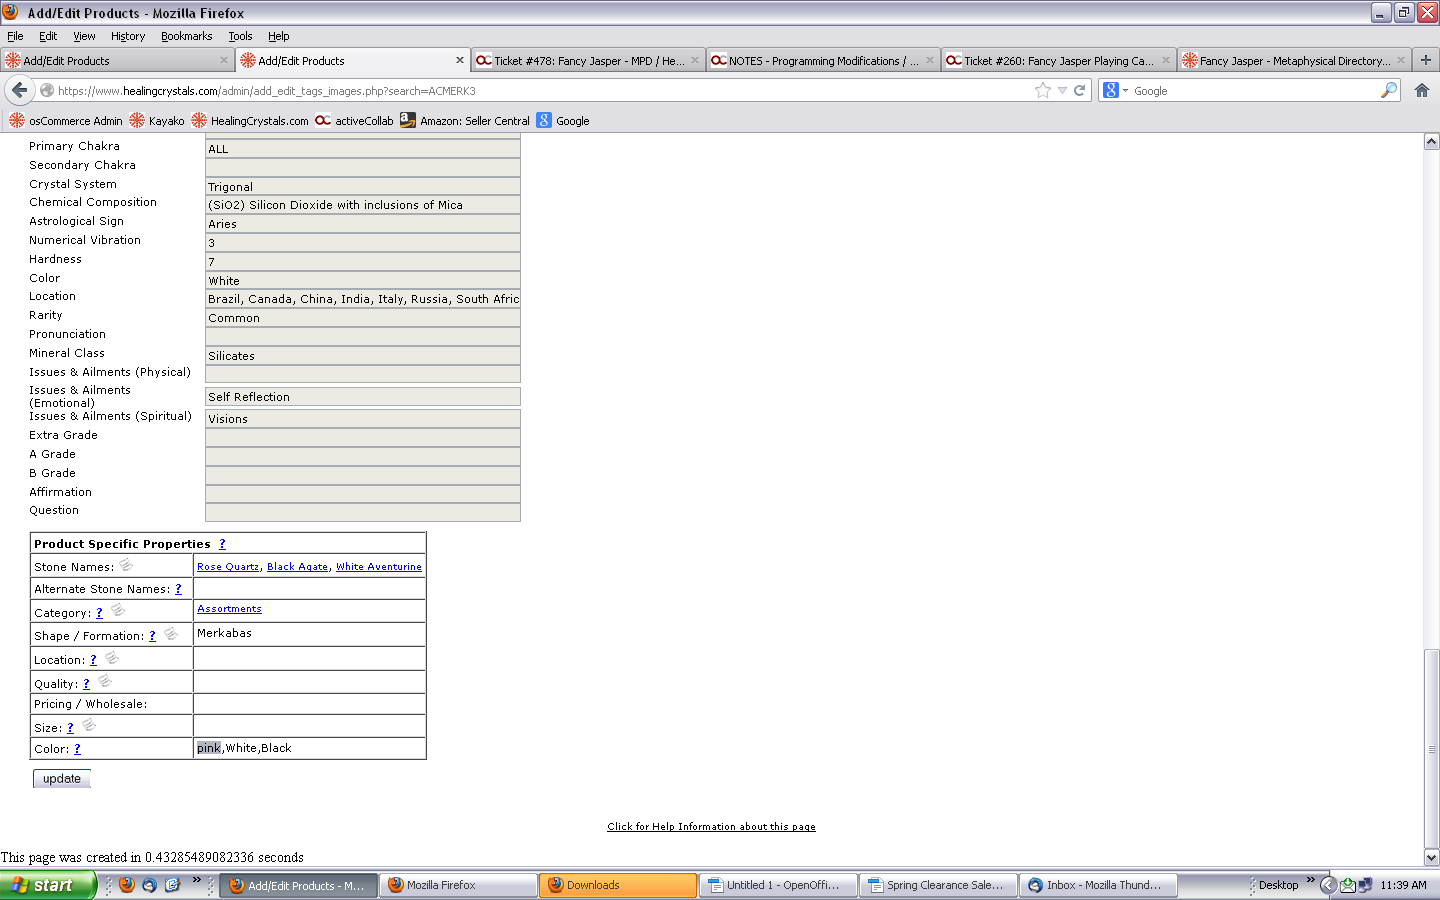 Add/Edit Products - Mozilla Firefox
File Edit View History Bookmarks Tools Help
Add/Edit Products Add/Edit Products Ticket #478: Fancy Jasper - MPD / He... NOTES - Programming Modifications / ... Ticket #260: Fancy Jasper Playing Ca... Fancy Jasper - Metaphysical Directory...
https://www.healingcrystals.com/admin/add_edit_tags_images.php?search=ACMERK3 Google
osCommerce Admin Kayako HealingCrystals.com activeCollab Amazon: Seller Central Google
Primary Chakra ALL
Secondary Chakra
Crystal System Trigonal
Chemical Composition (SiO2) Silicon Dioxide with inclusions of Mica
Astrological Sign Aries
Numerical Vibration 3
Hardness 7
Color White
Location Brazil, Canada, China, India, Italy, Russia, South Afric
Rarity Common
Pronunciation
Mineral Class Silicates
Issues & Ailments (Physical)
Issues & Ailments
(Emotional) Self Reflection
Issues & Ailments (Spiritual) Visions
Extra Grade
A Grade
B Grade
Affirmation
Question
Product Specific Properties ?
Stone Names: Rose Quartz, Black Agate, White Aventurine
Alternate Stone Names: ?
Category: ? Assortments
Shape / Formation: ? Merkabas
Location: ?
Quality: ?
Pricing / Wholesale:
Size: ?
Color: ? pink,White,Black
update
Click for Help Information about this page
This page was created in 0.43285489082336 seconds
start Add/Edit Products - M... Mozilla Firefox Downloads Untitled 1 - OpenOffi... Spring Clearance Sale... Inbox - Mozilla Thund... Desktop 11:39 AM